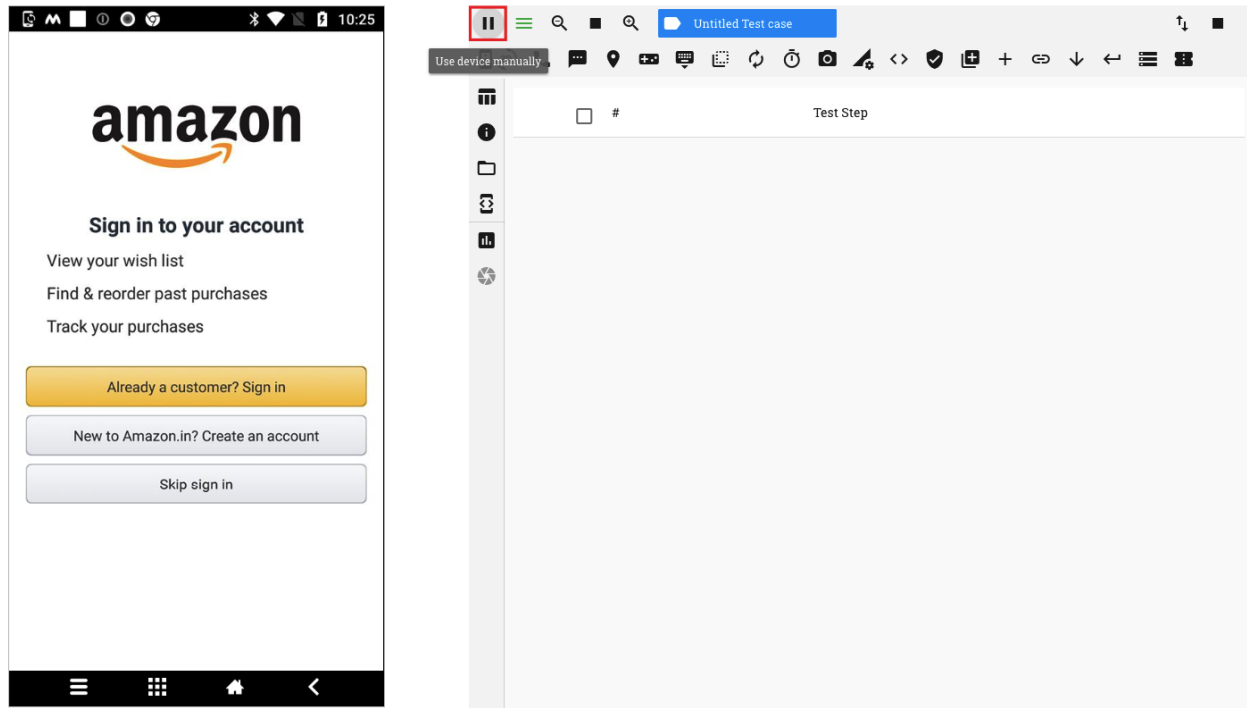 10:25
amazon
Sign in to your account
View your wish list
Find & reorder past purchases
Track your purchases
Already a customer? Sign in
New to Amazon.in? Create an account
Skip sign in
Untitled Test case
Use device manually
#
Test Step